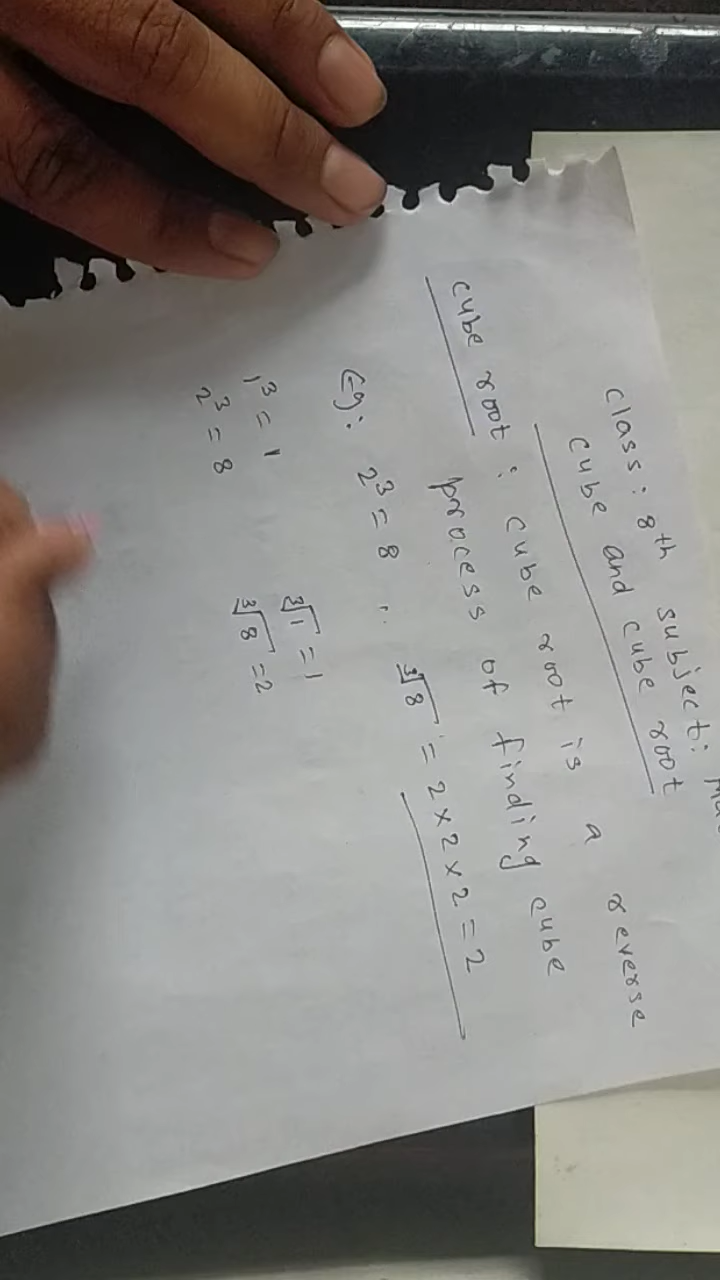 class: 8th subject:
cube and cube root
cube root : cube root is a reverse
process of finding cube
Eg: 2³ = 8 ∴ ∛8 = 2×2×2 = 2
1³ = 1 ∛1 = 1
2³ = 8 ∛8 = 2